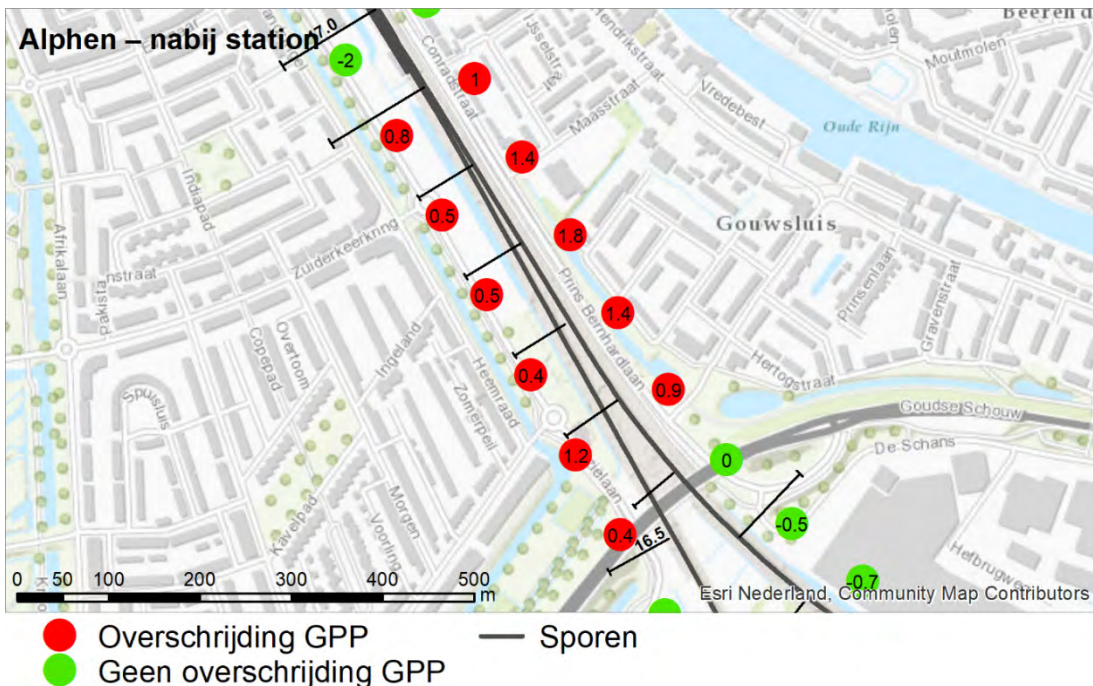 Alphen – nabij station
17.0
Beerend
Moutmolen
Hendrikstraat
Conradstraat
Maasstraat
Vredebest
Oude Rijn
-2
1
0.8
1.4
Indiapad
Gouwsluis
0.5
1.8
Afrikalaan
Zuiderkeerkring
nstraat
Pakista
Prinsenlaan
Gravenstraat
0.5
1.4
Prins Bernhardlaan
Copepad
Overtoom
Ingeland
Hertogstraat
0.4
0.9
Spuisluis
Heemraad
Zomerpeil
Goudse Schouw
De Schans
1.2
0
zielaan
Kavelpad
Morgen
Voorling
-0.5
0.4
16.5
Hefbrugwe
-0.7
0 50 100 200 300 400 500
m
Esri Nederland, Community Map Contributors
Overschrijding GPP
Sporen
Geen overschrijding GPP